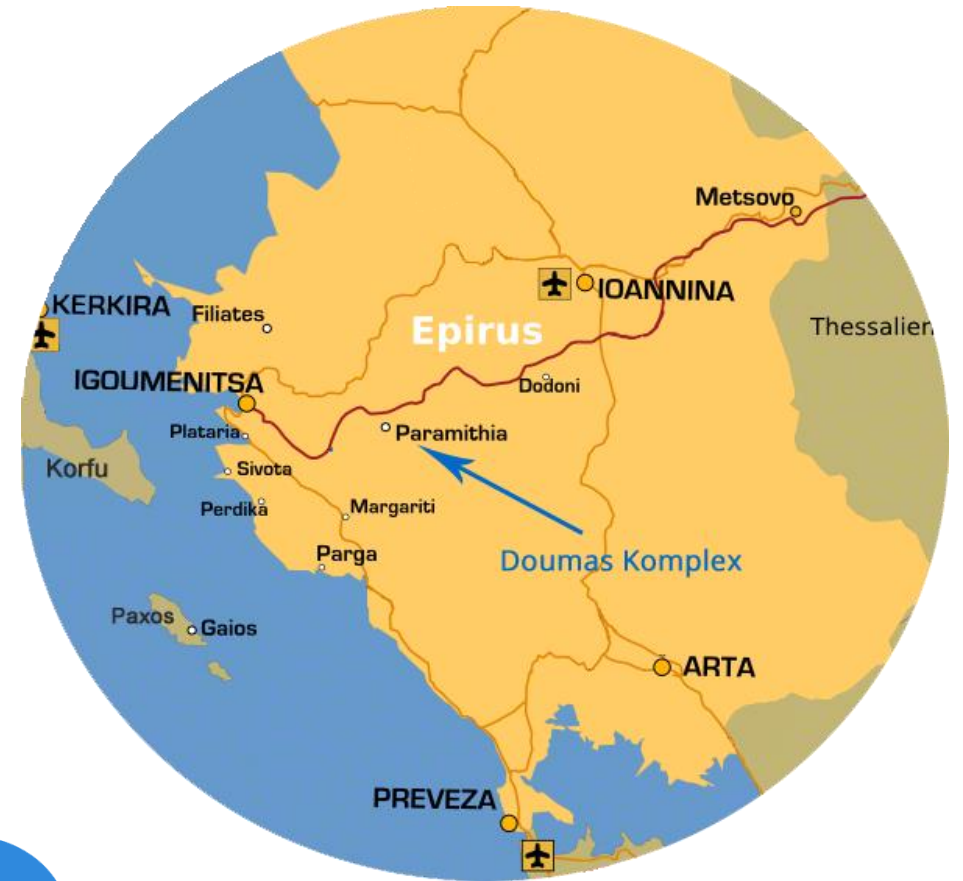 Metsovo
IOANNINA
KERKIRA
Filiates
Epirus
Thessalien
IGOUMENITSA
Dodoni
Plataria
Paramithia
Korfu
Sivota
Perdika
Margariti
Parga
Doumas Komplex
Paxos
Gaios
ARTA
PREVEZA